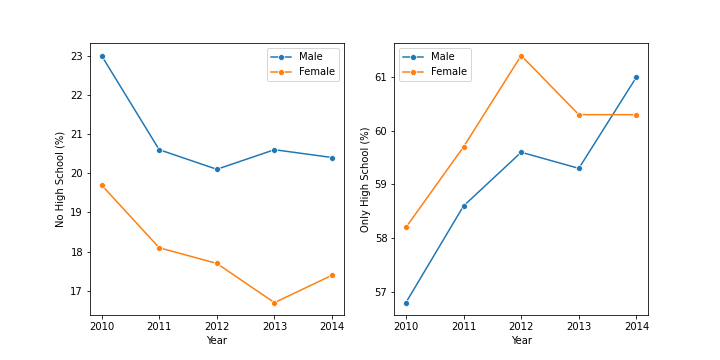 Male
Female
23
22
21
20
19
18
17
No High School (%)
2010 2011 2012 2013 2014
Year
Male
Female
61
60
59
58
57
Only High School (%)
2010 2011 2012 2013 2014
Year